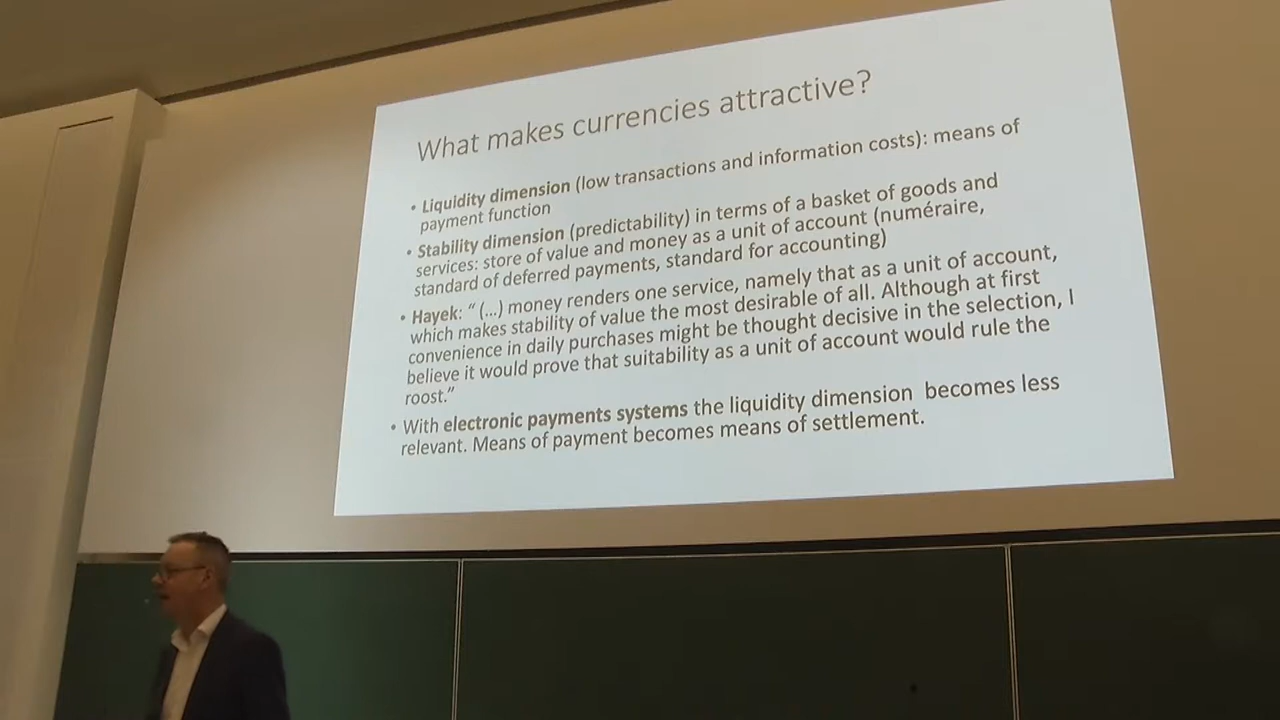 What makes currencies attractive?
• Liquidity dimension (low transactions and information costs): means of
payment function
• Stability dimension (predictability) in terms of a basket of goods and
services: store of value and money as a unit of account (numéraire,
standard of deferred payments, standard for accounting)
• Hayek: “ (...) money renders one service, namely that as a unit of account,
which makes stability of value the most desirable of all. Although at first
convenience in daily purchases might be thought decisive in the selection, I
believe it would prove that suitability as a unit of account would rule the
roost.”
• With electronic payments systems the liquidity dimension becomes less
relevant. Means of payment becomes means of settlement.